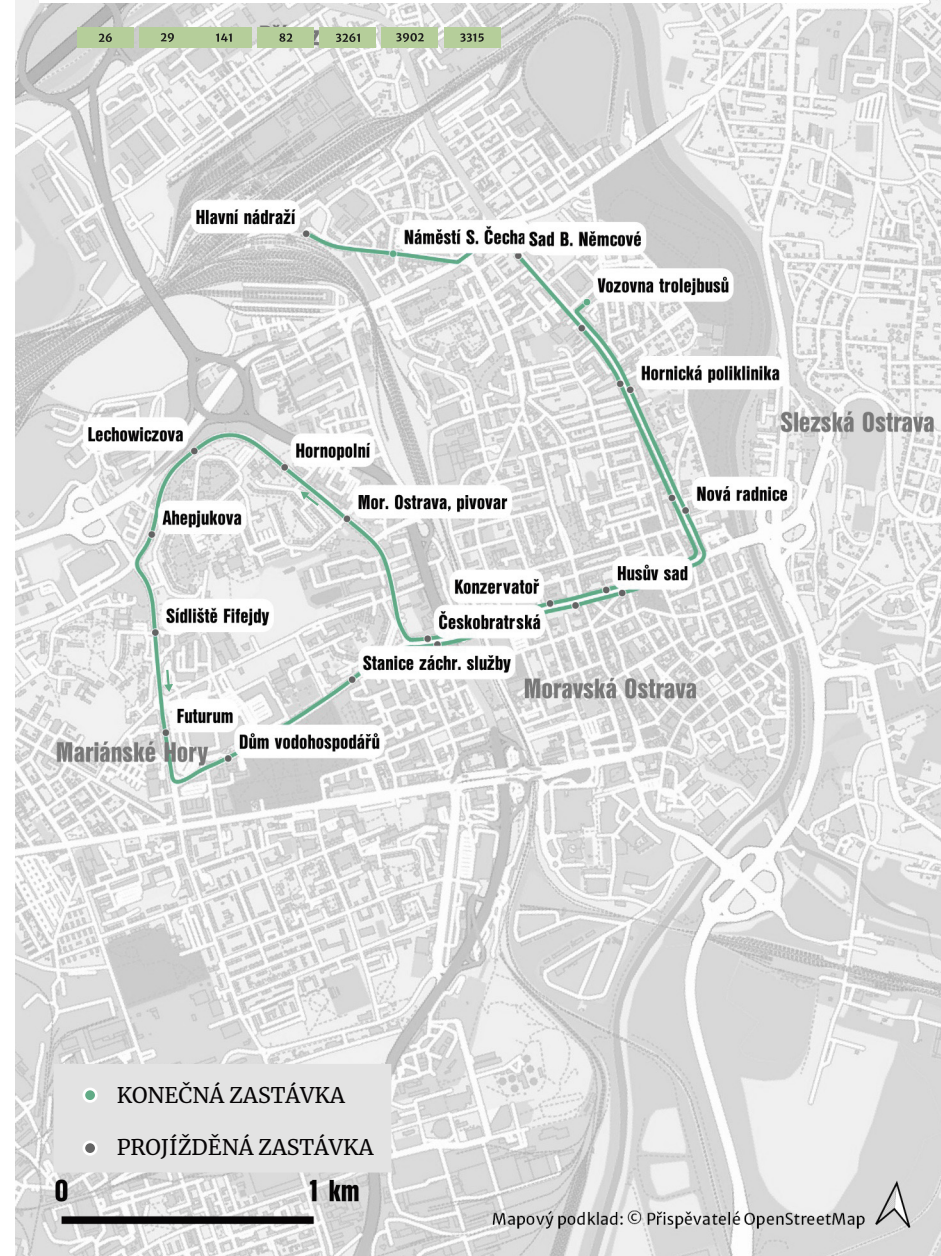 26 29 141 82 3261 3902 3315
Hlavní nádraží
Náměstí S. Čecha
Sad B. Němcové
Vozovna trolejbusů
Hornická poliklinika
Slezská Ostrava
Lechowiczova
Hornopolní
Nová radnice
Mor. Ostrava, pivovar
Ahepjukova
Husův sad
Konzervatoř
Sídliště Fifejdy
Českobratrská
Stanice záchr. služby
Moravská Ostrava
Futurum
Dům vodohospodářů
Mariánské Hory
KONEČNÁ ZASTÁVKA
PROJÍŽDĚNÁ ZASTÁVKA
0 1 km
Mapový podklad: © Přispěvatelé OpenStreetMap